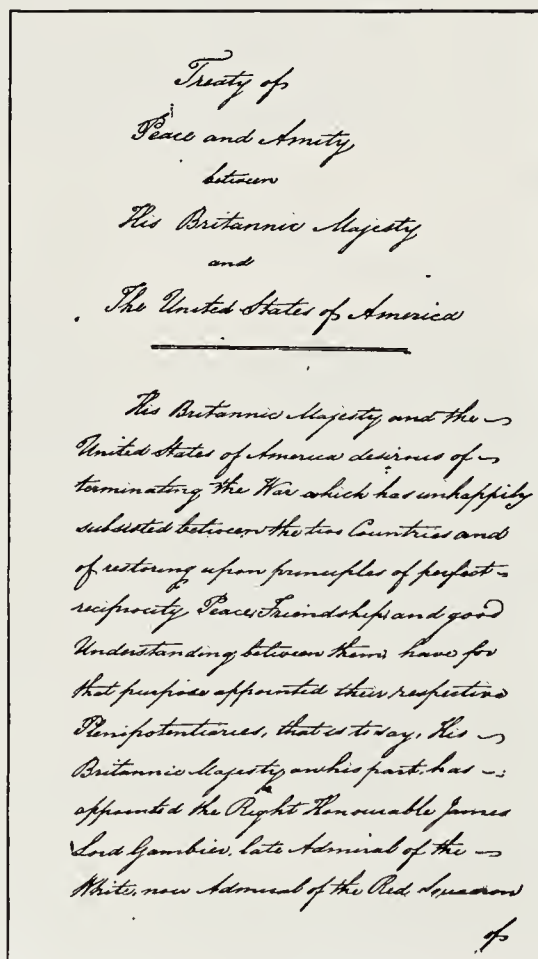 Treaty of
Peace and Amity
between
His Britannic Majesty
and
The United States of America
His Britannic Majesty and the
United States of America desirous of
terminating the War which has unhappily
subsisted between the two Countries and
of restoring upon principles of perfect
reciprocity Peace, Friendship, and good
Understanding between them, have for
that purpose appointed their respective
Plenipotentiaries, that is to say, His
Britannic Majesty on his part, has
appointed the Right Honourable James
Lord Gambier, late Admiral of the
White, now Admiral of the Red Squadron
of